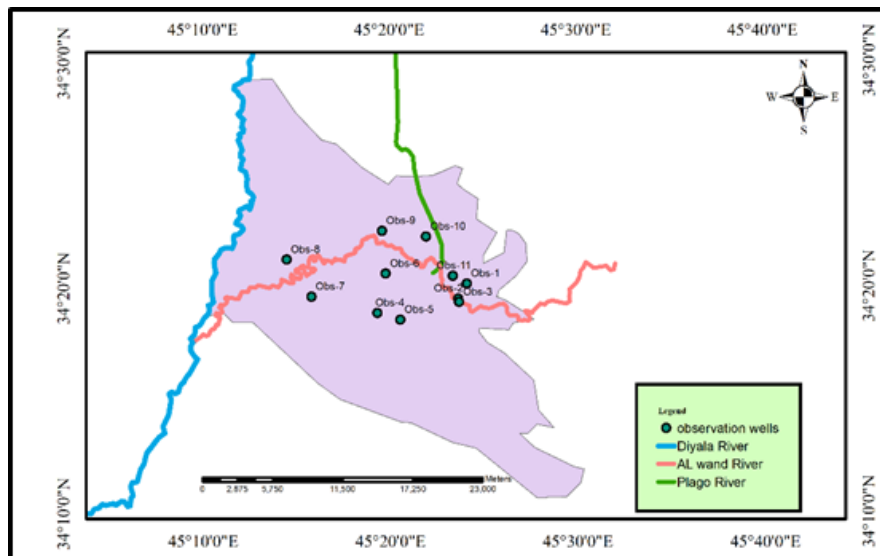 45°10'0"E 45°20'0"E 45°30'0"E 45°40'0"E
34°30'0"N
34°30'0"N
N
W E
S
Obs-9
Obs-10
Obs-8
Obs-6
Obs-11
Obs-1
Obs-7
Obs-2
Obs-3
Obs-4
Obs-5
34°20'0"N
34°20'0"N
Legend
observation wells
Diyala River
AL wand River
Plago River
Meters
0 2,875 5,750 11,500 17,250 23,000
34°10'0"N
34°10'0"N
45°10'0"E 45°20'0"E 45°30'0"E 45°40'0"E